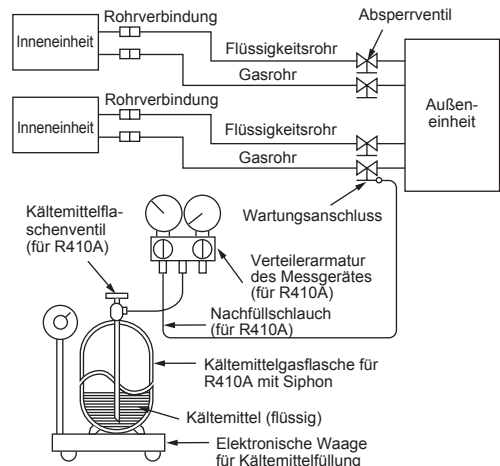 Absperrventil
Rohrverbindung
Inneneinheit
Flüssigkeitsrohr
Gasrohr
Außen-
einheit
Rohrverbindung
Inneneinheit
Flüssigkeitsrohr
Gasrohr
Wartungsanschluss
Kältemittelfla-
schenventil
(für R410A)
Verteilerarmatur
des Messgerätes
(für R410A)
Nachfüllschlauch
(für R410A)
Kältemittelgasflasche für
R410A mit Siphon
Kältemittel (flüssig)
Elektronische Waage
für Kältemittelfüllung